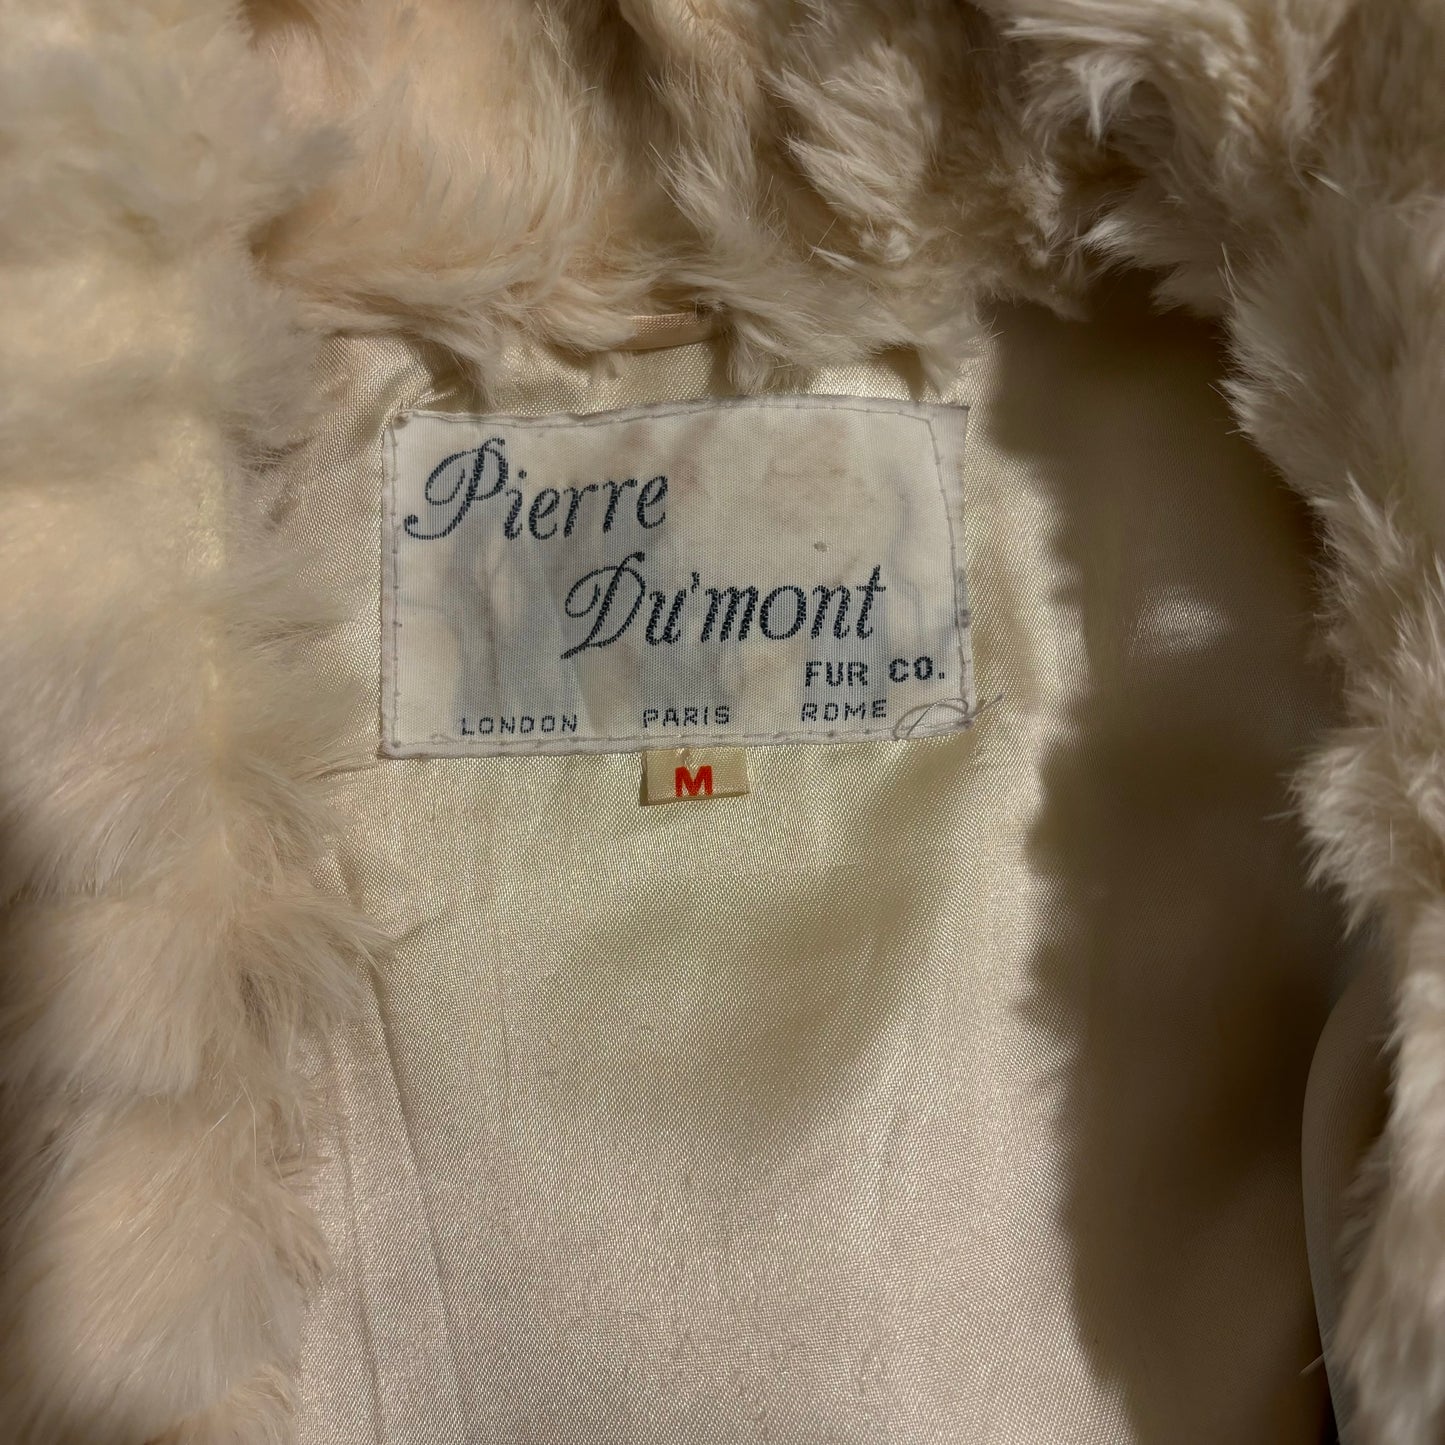 Pierre
Du'mont
FUR CO.
LONDON PARIS ROME
M